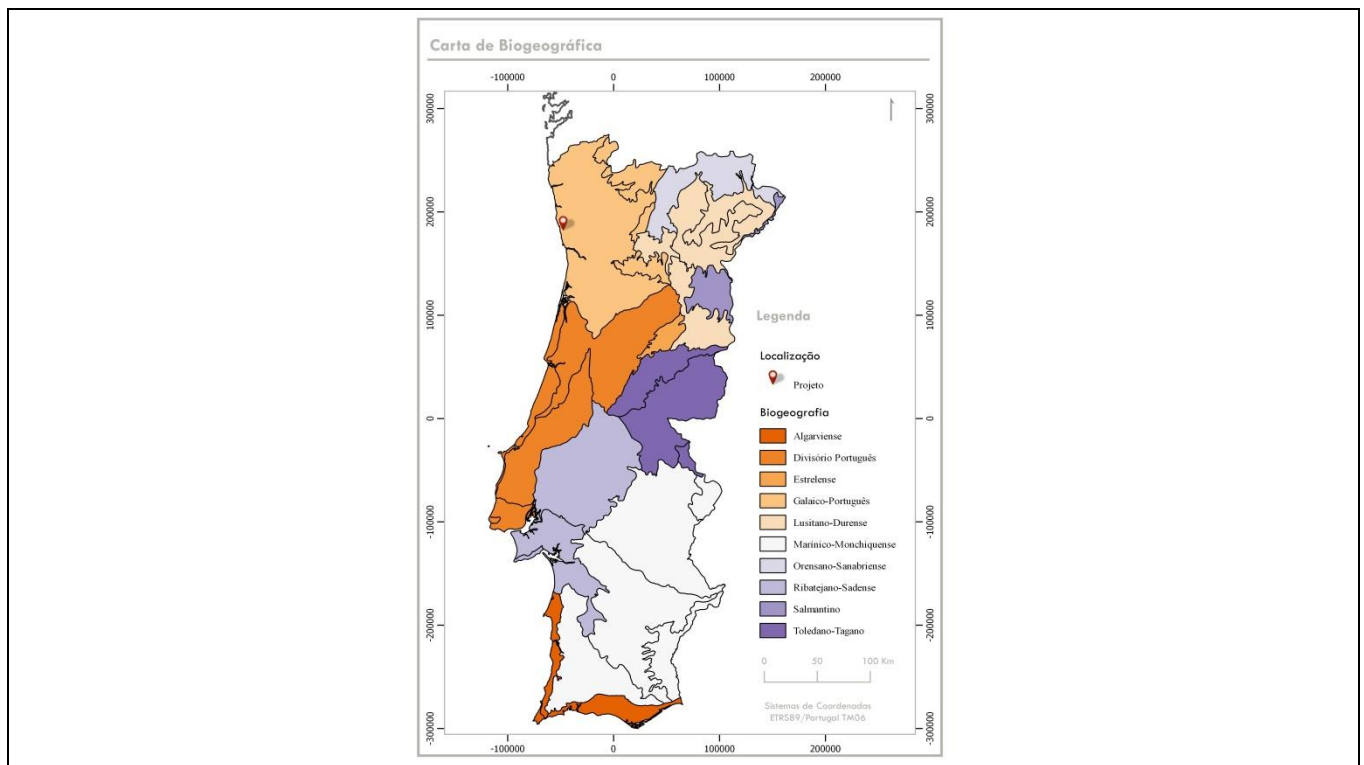 Carta de Biogeográfica
-100000 0 100000 200000
300000 300000
200000 200000
100000 100000
0 0
-100000 -100000
-200000 -200000
-300000 -300000
Legenda
Localização
Projeto
Biogeografia
Algarviense
Divisório Português
Estrelense
Galaico-Português
Lusitano-Durense
Marínico-Monchiquense
Orensano-Sanabriense
Ribatejano-Sadense
Salmantino
Toledano-Tagano
0 50 100 Km
Sistemas de Coordenadas
ETRS89/Portugal TM06
-100000 0 100000 200000